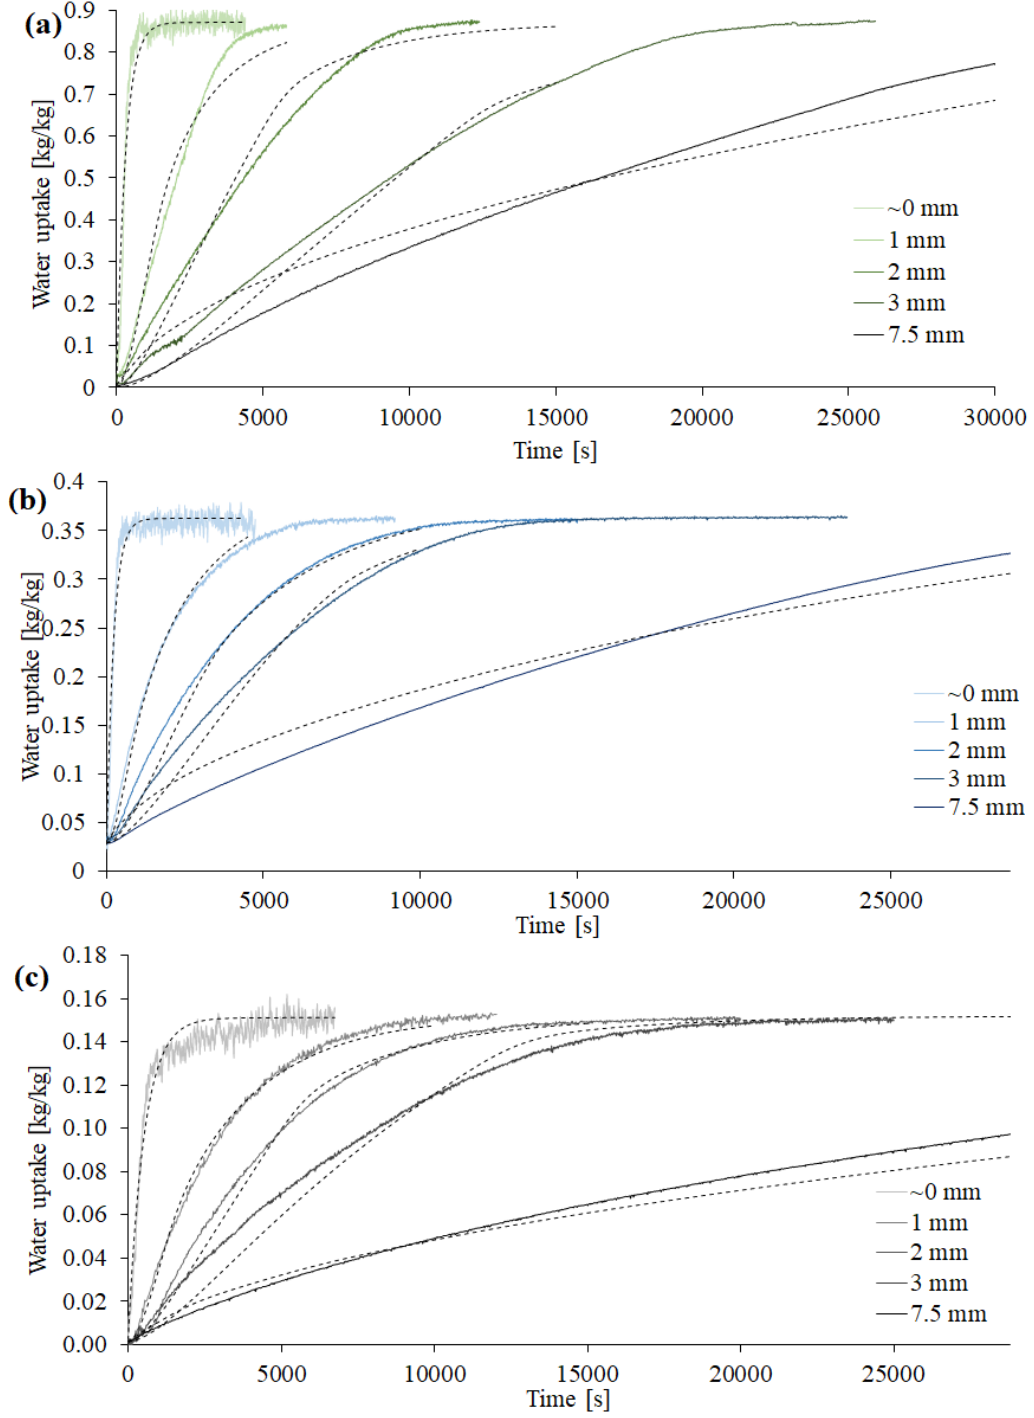 (a)
Water uptake [kg/kg]
0.9
0.8
0.7
0.6
0.5
0.4
0.3
0.2
0.1
0
0 5000 10000 15000 20000 25000 30000
Time [s]
~0 mm
1 mm
2 mm
3 mm
7.5 mm
(b)
Water uptake [kg/kg]
0.4
0.35
0.3
0.25
0.2
0.15
0.1
0.05
0
0 5000 10000 15000 20000 25000
Time [s]
~0 mm
1 mm
2 mm
3 mm
7.5 mm
(c)
Water uptake [kg/kg]
0.18
0.16
0.14
0.12
0.10
0.08
0.06
0.04
0.02
0.00
0 5000 10000 15000 20000 25000
Time [s]
~0 mm
1 mm
2 mm
3 mm
7.5 mm